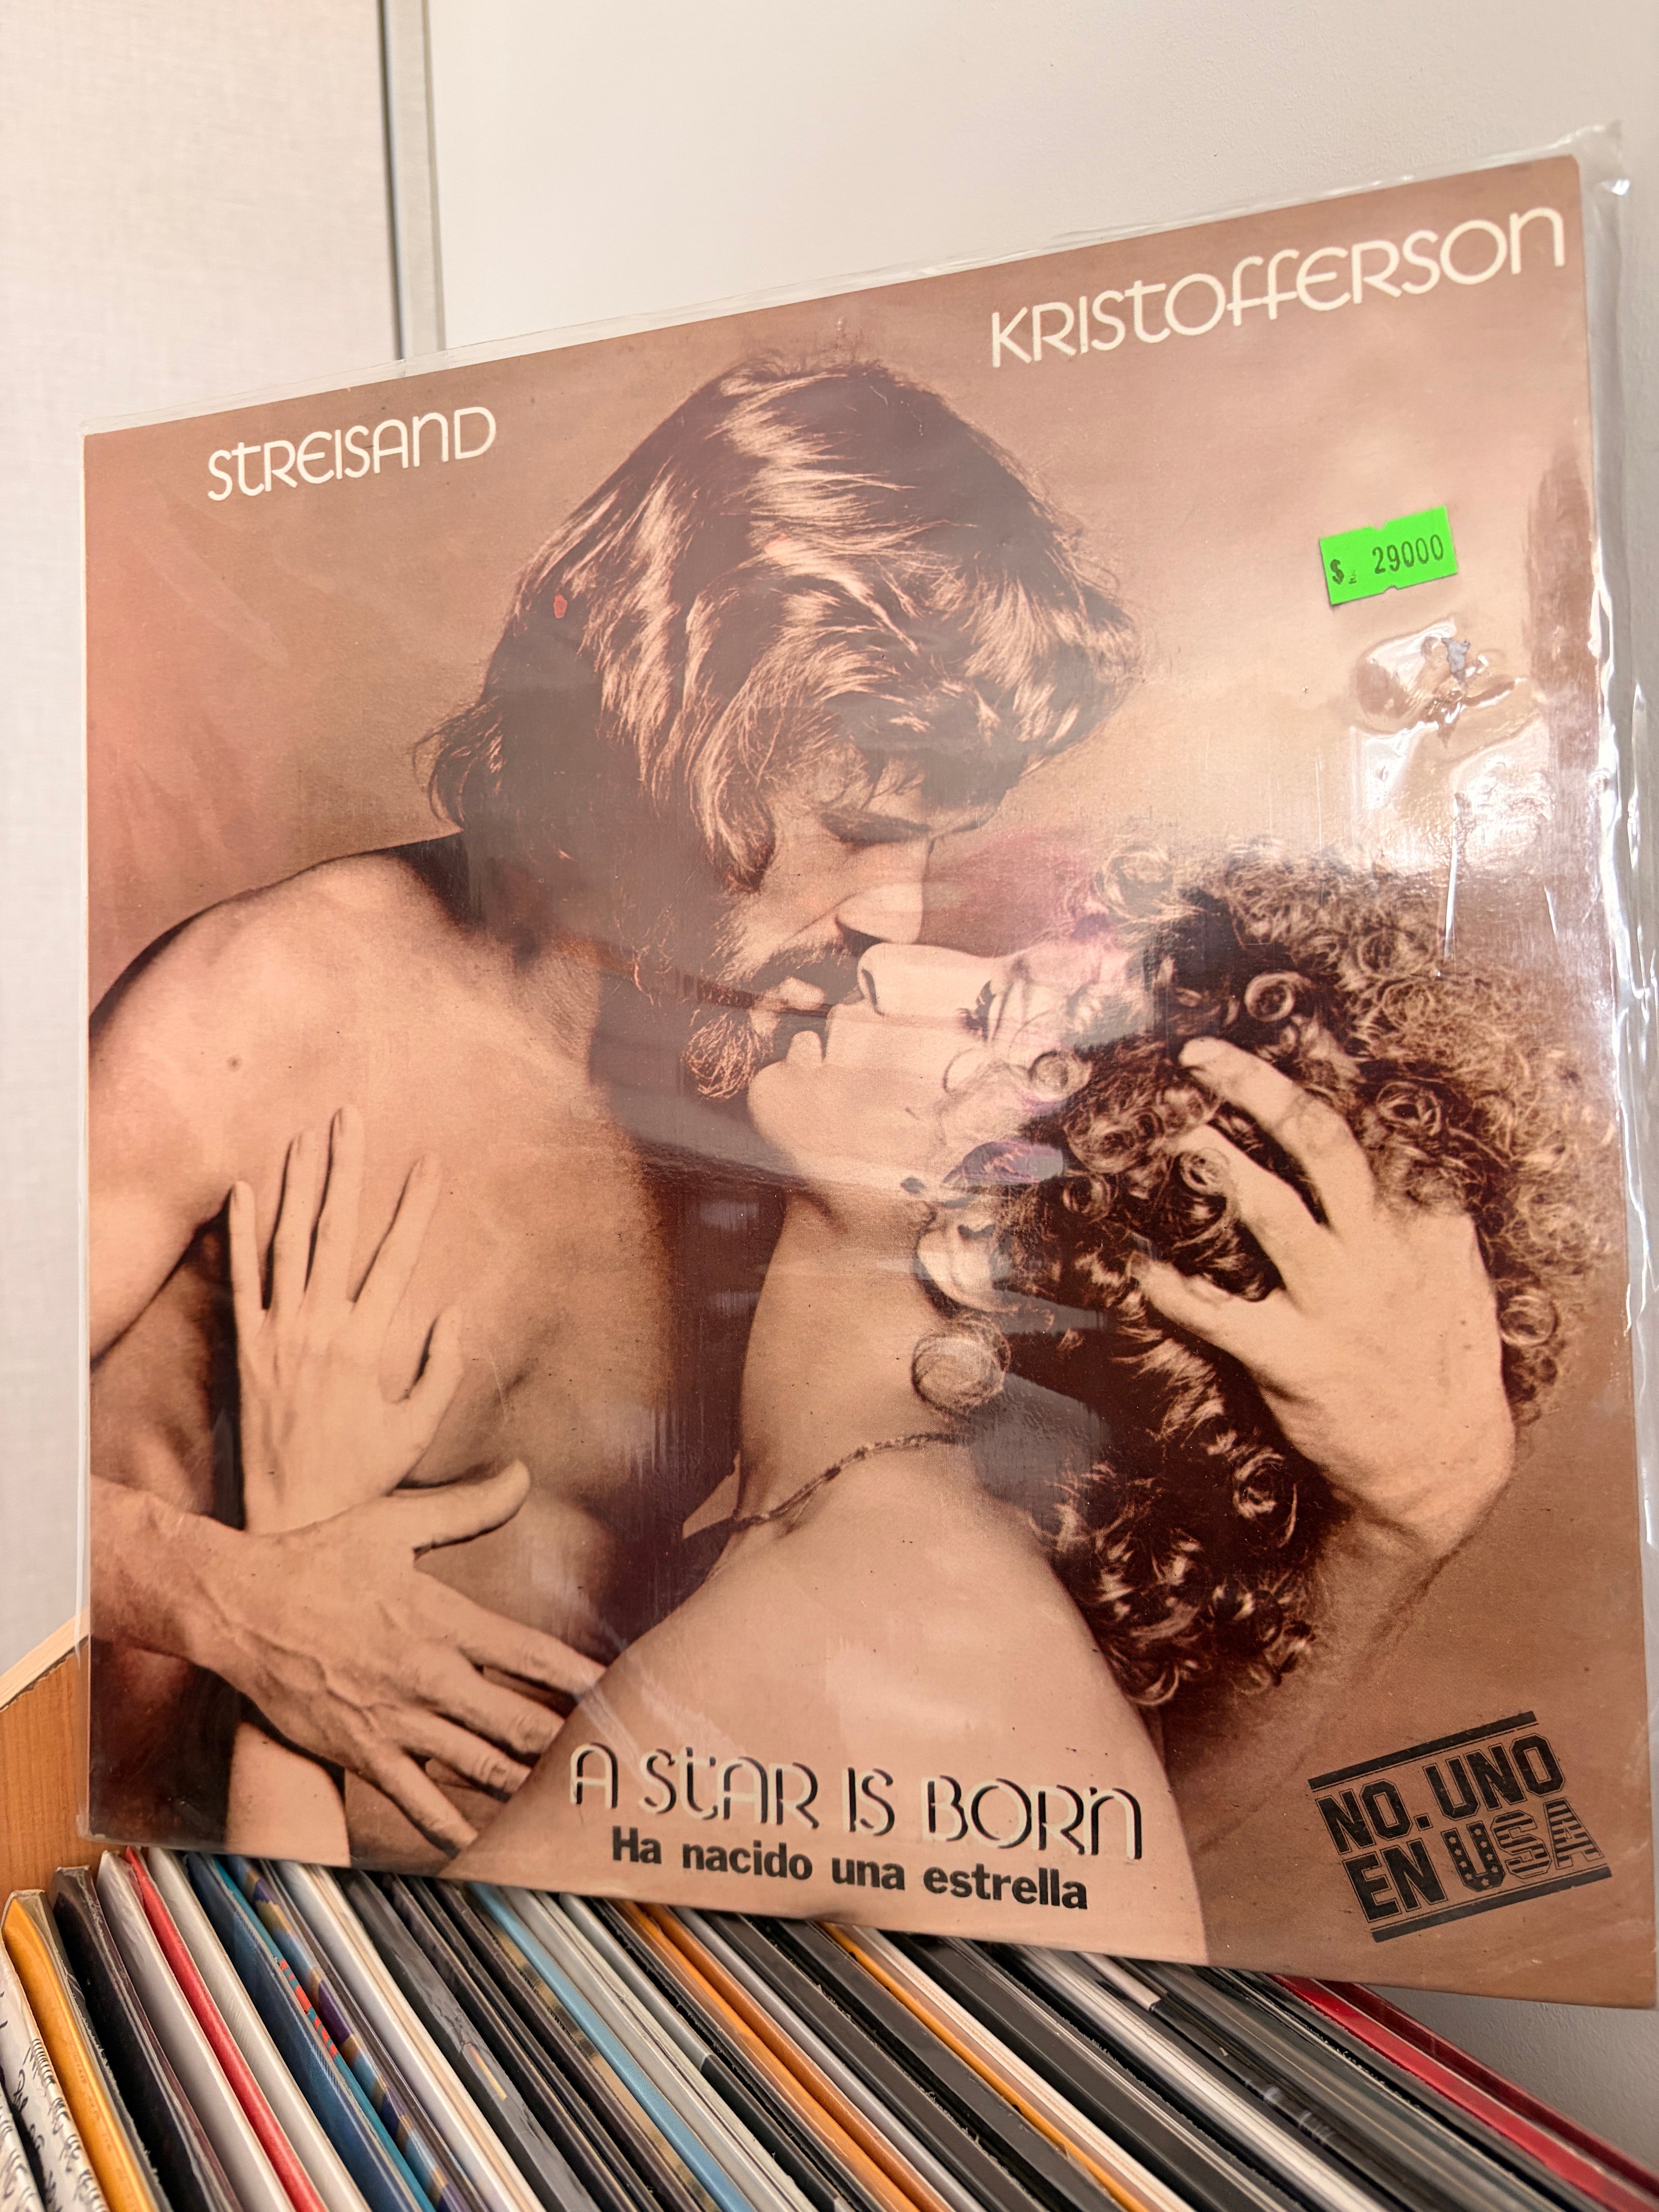 STREISAND
KRISTOFFERSON
$ 29000
A STAR IS BORN
Ha nacido una estrella
NO. UNO
EN USA